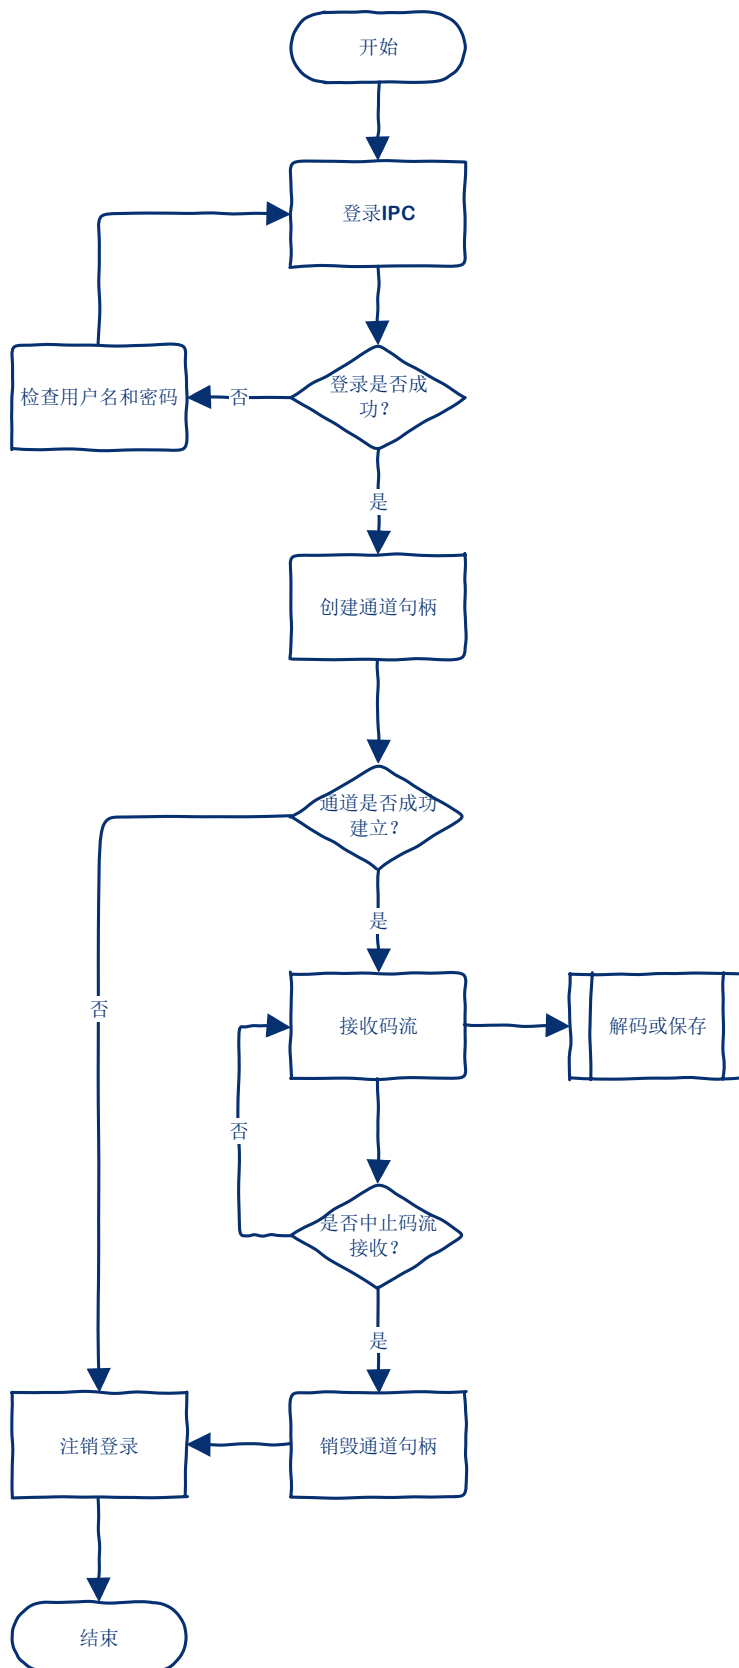 开始
登录IPC
登录是否成
功?
否
检查用户名和密码
是
创建通道句柄
通道是否成功
建立?
是
否
接收码流
解码或保存
否
是否中止码流
接收?
是
销毁通道句柄
注销登录
结束